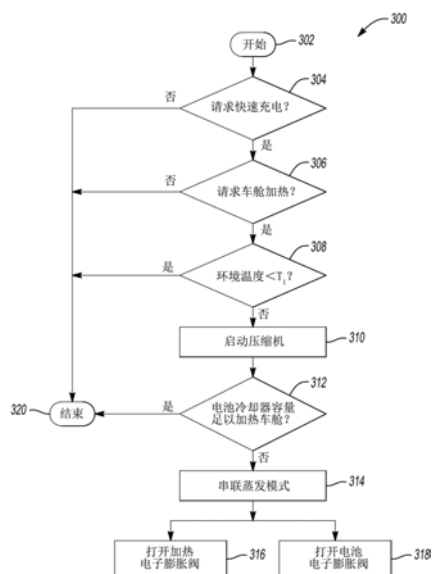 300
开始
302
304
否
请求快速充电?
是
306
否
请求车舱加热?
是
308
是
环境温度<T₁?
否
启动压缩机
310
312
320
结束
是
电池冷却器容量
足以加热车舱?
否
串联蒸发模式
314
打开加热
电子膨胀阀
316
打开电池
电子膨胀阀
318